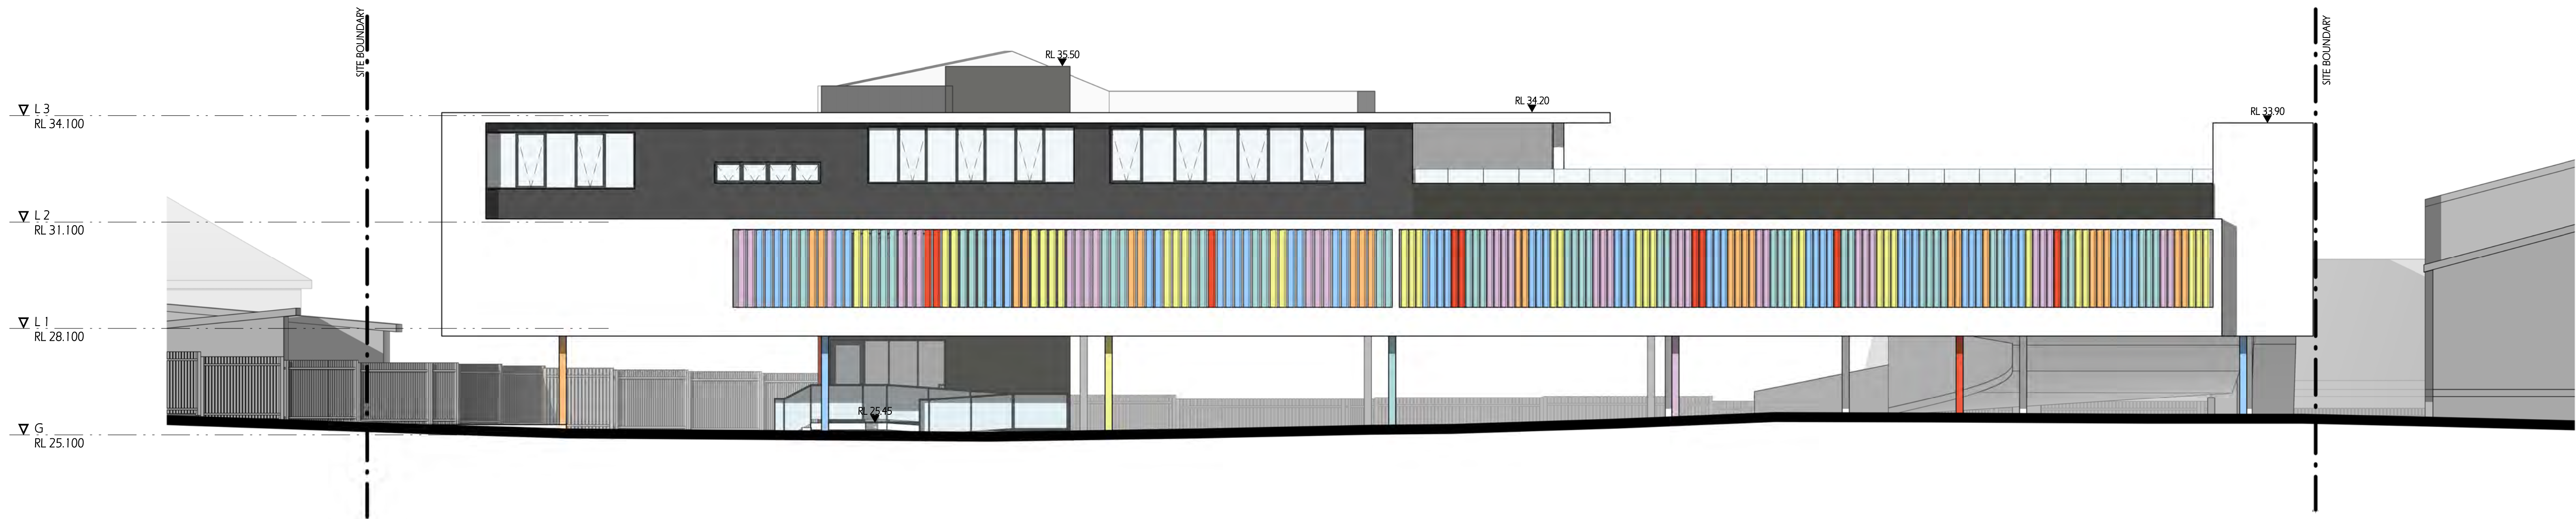 SITE BOUNDARY
SITE BOUNDARY
RL 35.50
RL 34.20
RL 33.90
L 3
RL 34.100
L 2
RL 31.100
L 1
RL 28.100
RL 25.45
G
RL 25.100